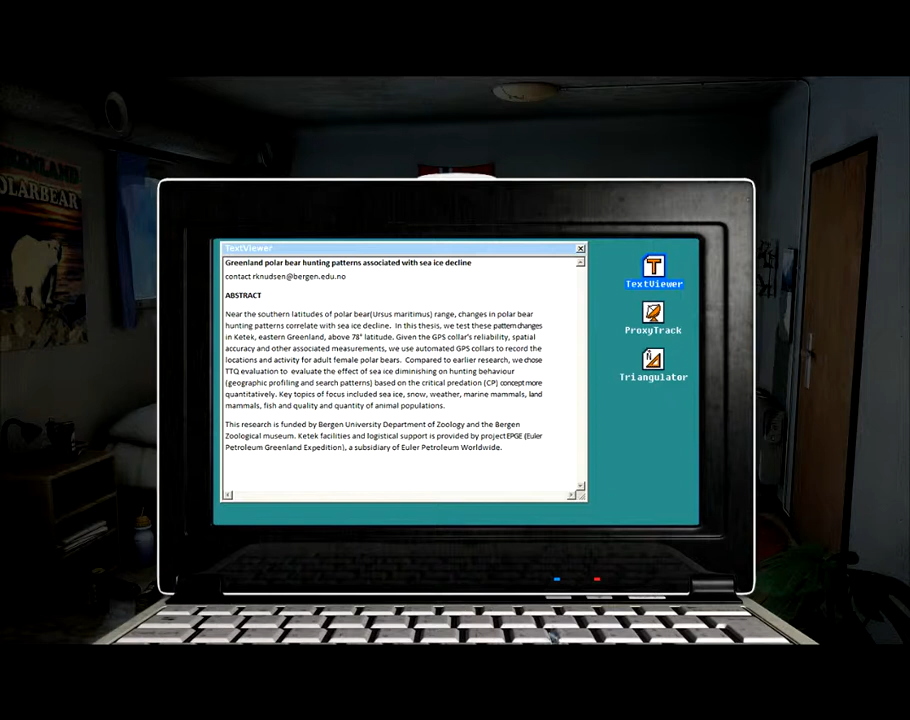 GREENLAND
POLARBEAR
TextViewer
Greenland polar bear hunting patterns associated with sea ice decline
contact rknudsen@bergen.edu.no
ABSTRACT
Near the southern latitudes of polar bear(Ursus maritimus) range, changes in polar bear
hunting patterns correlate with sea ice decline. In this thesis, we test these pattern changes
in Ketek, eastern Greenland, above 78° latitude. Given the GPS collar's reliability, spatial
accuracy and other associated measurements, we use automated GPS collars to record the
locations and activity for adult female polar bears. Compared to earlier research, we chose
TTQ evaluation to evaluate the effect of sea ice diminishing on hunting behaviour
(geographic profiling and search patterns) based on the critical predation (CP) concept more
quantitatively. Key topics of focus included sea ice, snow, weather, marine mammals, land
mammals, fish and quality and quantity of animal populations.
This research is funded by Bergen University Department of Zoology and the Bergen
Zoological museum. Ketek facilities and logistical support is provided by project EPGE (Euler
Petroleum Greenland Expedition), a subsidiary of Euler Petroleum Worldwide.
TextViewer
ProxyTrack
N
Triangulator